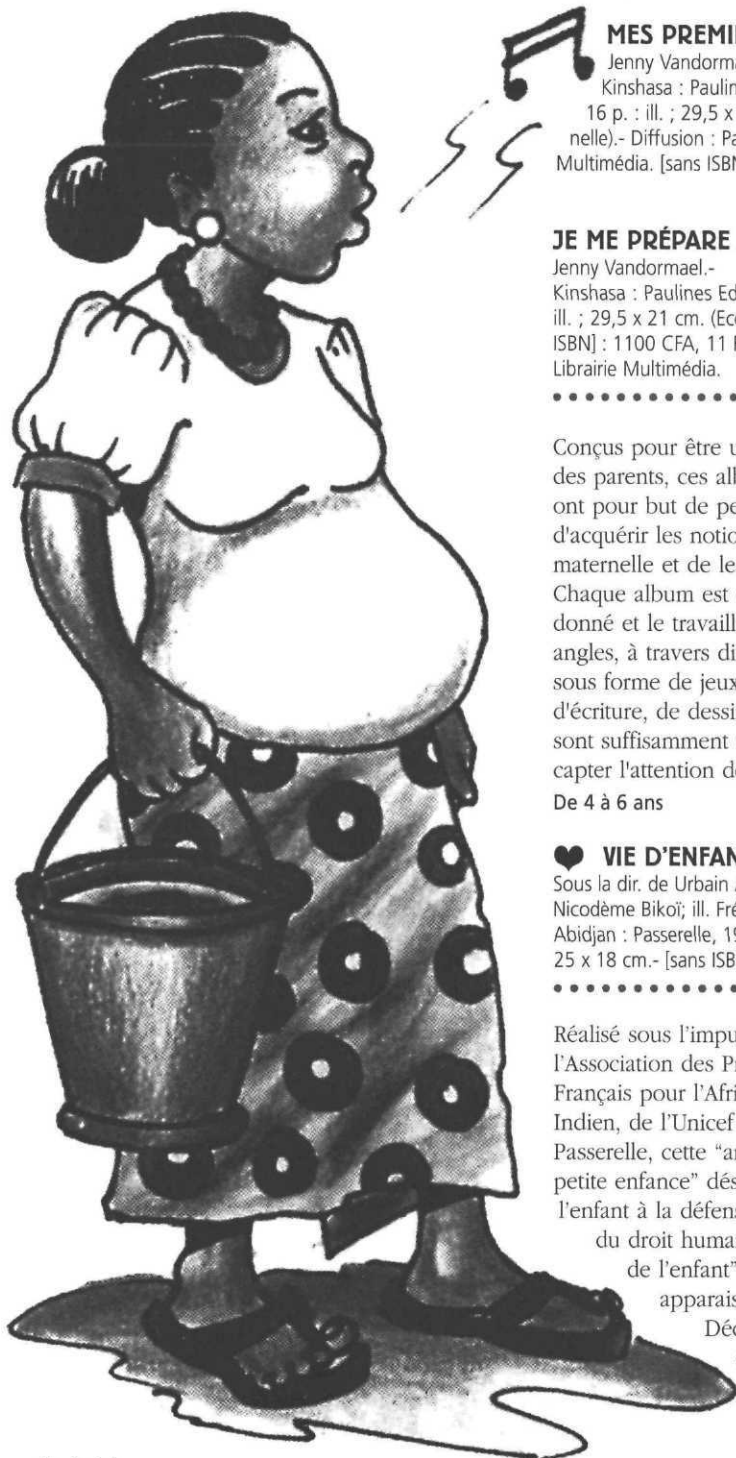 MES PREMI
Jenny Vandorma
Kinshasa : Paulin
16 p. : ill. ; 29,5 x
nelle).- Diffusion : Pa
Multimédia. [sans ISBN
JE ME PRÉPARE
Jenny Vandormael.-
Kinshasa : Paulines Ed
ill. ; 29,5 x 21 cm. (Eco
ISBN] : 1100 CFA, 11 F
Librairie Multimédia.
Conçus pour être u
des parents, ces alb
ont pour but de pe
d'acquérir les notio
maternelle et de le
Chaque album est
donné et le travaill
angles, à travers di
sous forme de jeux
d'écriture, de dessi
sont suffisamment
capter l'attention d
De 4 à 6 ans
VIE D'ENFAN
Sous la dir. de Urbain
Nicodème Bikoï; ill. Fré
Abidjan : Passerelle, 19
25 x 18 cm.- [sans ISB
Réalisé sous l'impu
l'Association des Pr
Français pour l'Afri
Indien, de l'Unicef
Passerelle, cette "an
petite enfance" dés
l'enfant à la défens
du droit huma
de l'enfant"
apparais
Déc